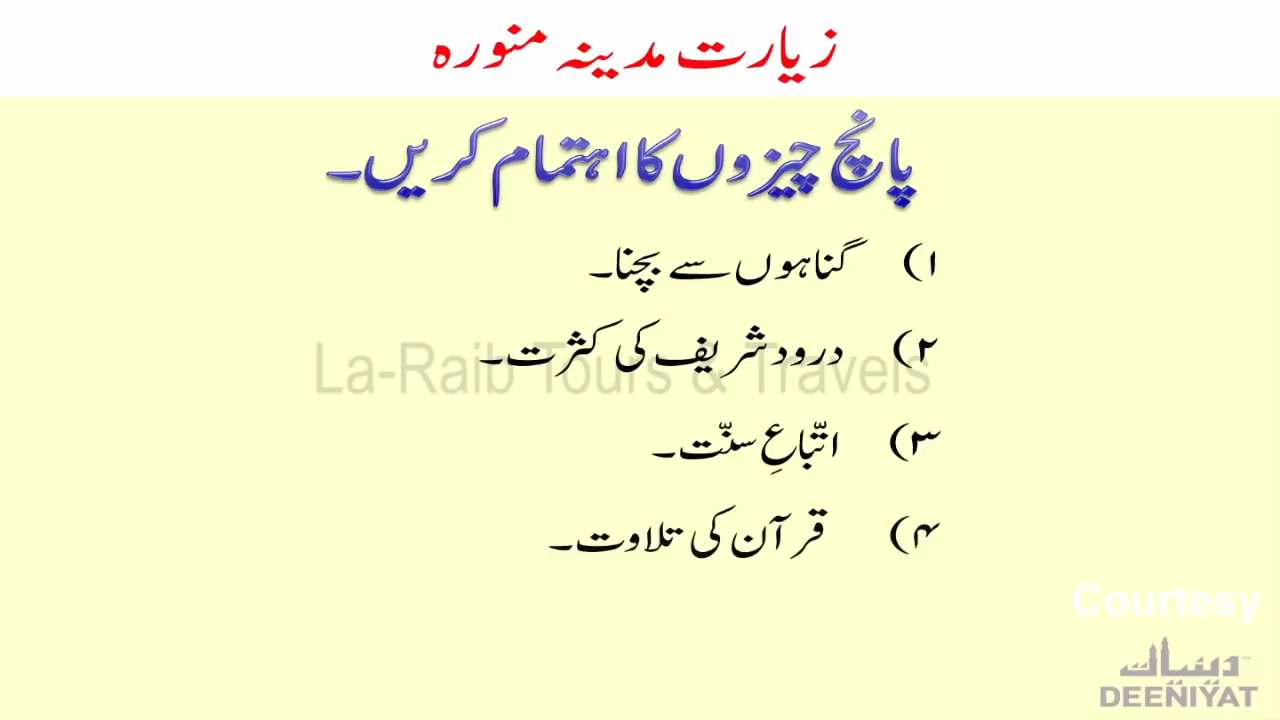 زیارت مدینہ منورہ
پانچ چیزوں کا اہتمام کریں۔
۱) گناہوں سے بچنا۔
۲) درود شریف کی کثرت۔
La-Raib Tours & Travels
۳) اتّباعِ سنّت۔
۴) قرآن کی تلاوت۔
Courtesy
دینیات™
DEENIYAT